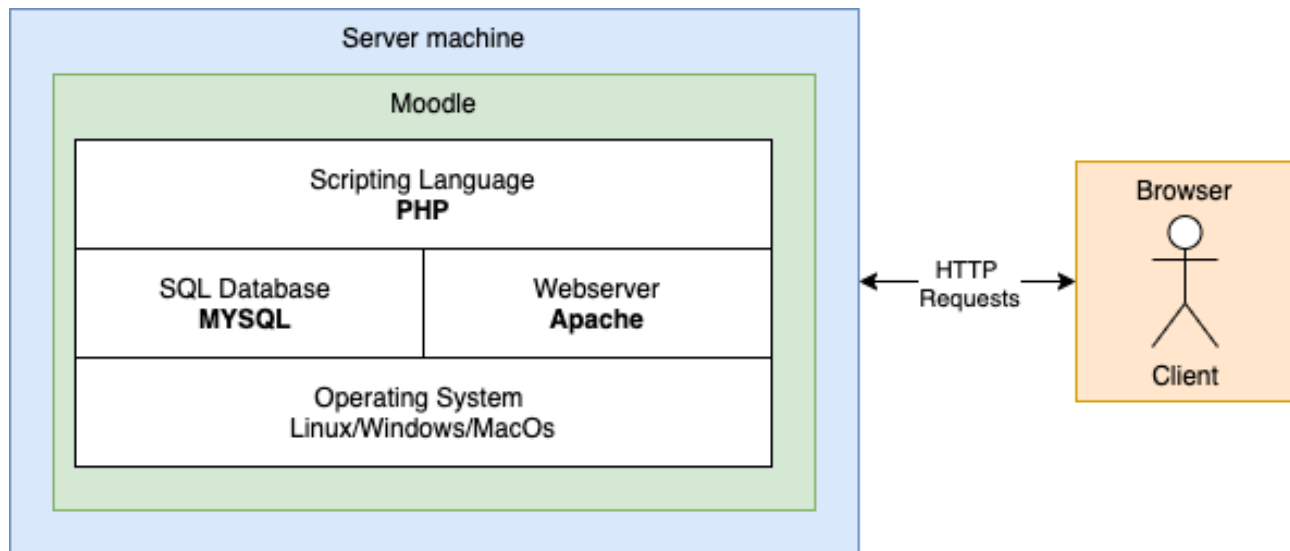 Server machine
Moodle
Scripting Language
PHP
SQL Database
MYSQL
Webserver
Apache
Operating System
Linux/Windows/MacOs
HTTP
Requests
Browser
Client